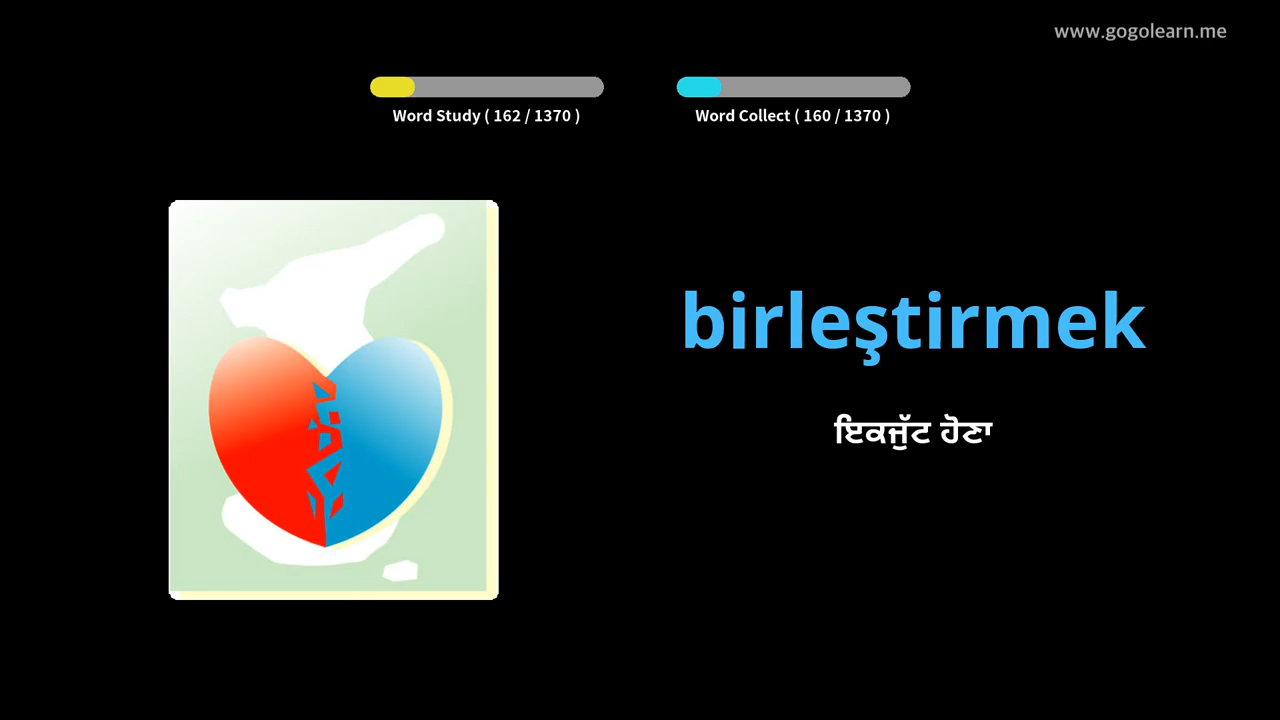 www.gogolearn.me
Word Study ( 162 / 1370 )
Word Collect ( 160 / 1370 )
birleştirmek
ਇਕਜੁੱਟ ਹੋਣਾ